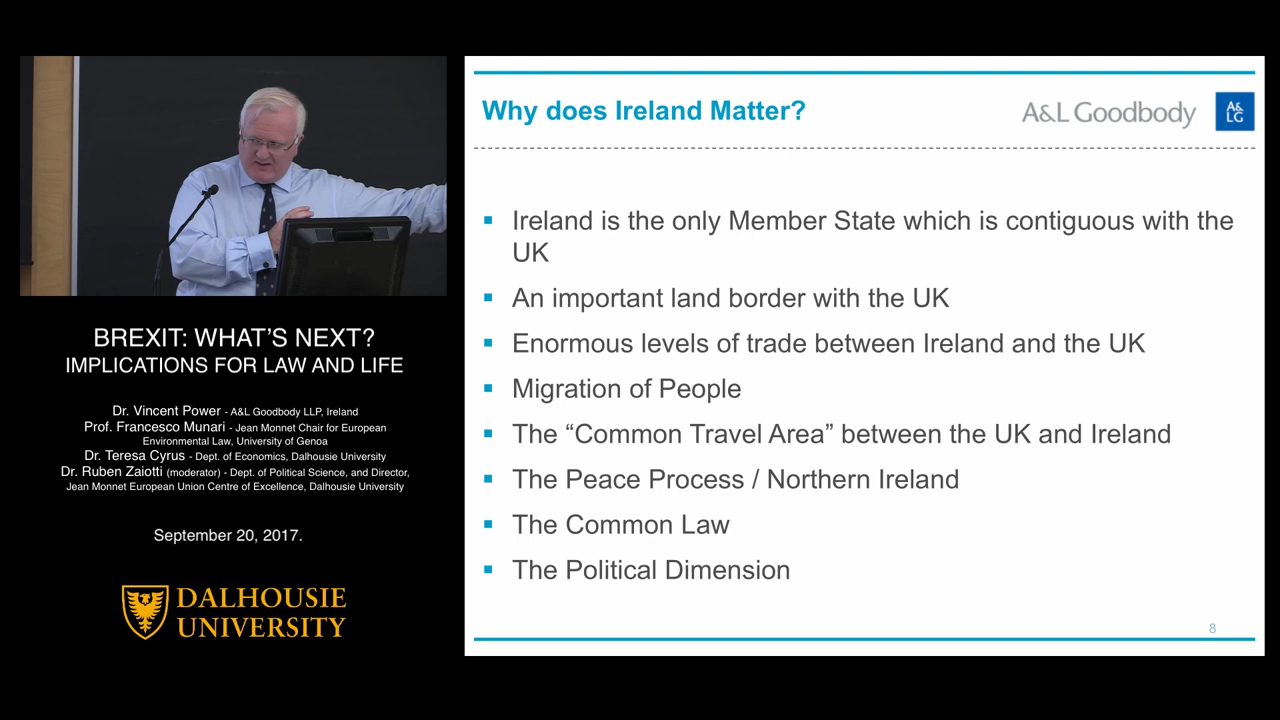 BREXIT: WHAT'S NEXT?
IMPLICATIONS FOR LAW AND LIFE
Dr. Vincent Power - A&L Goodbody LLP, Ireland
Prof. Francesco Munari - Jean Monnet Chair for European
Environmental Law, University of Genoa
Dr. Teresa Cyrus - Dept. of Economics, Dalhousie University
Dr. Ruben Zaiotti (moderator) - Dept. of Political Science, and Director,
Jean Monnet European Union Centre of Excellence, Dalhousie University
September 20, 2017.
DALHOUSIE
UNIVERSITY
Why does Ireland Matter?
A&L Goodbody
A&
LG
Ireland is the only Member State which is contiguous with the
UK
An important land border with the UK
Enormous levels of trade between Ireland and the UK
Migration of People
The “Common Travel Area” between the UK and Ireland
The Peace Process / Northern Ireland
The Common Law
The Political Dimension
8